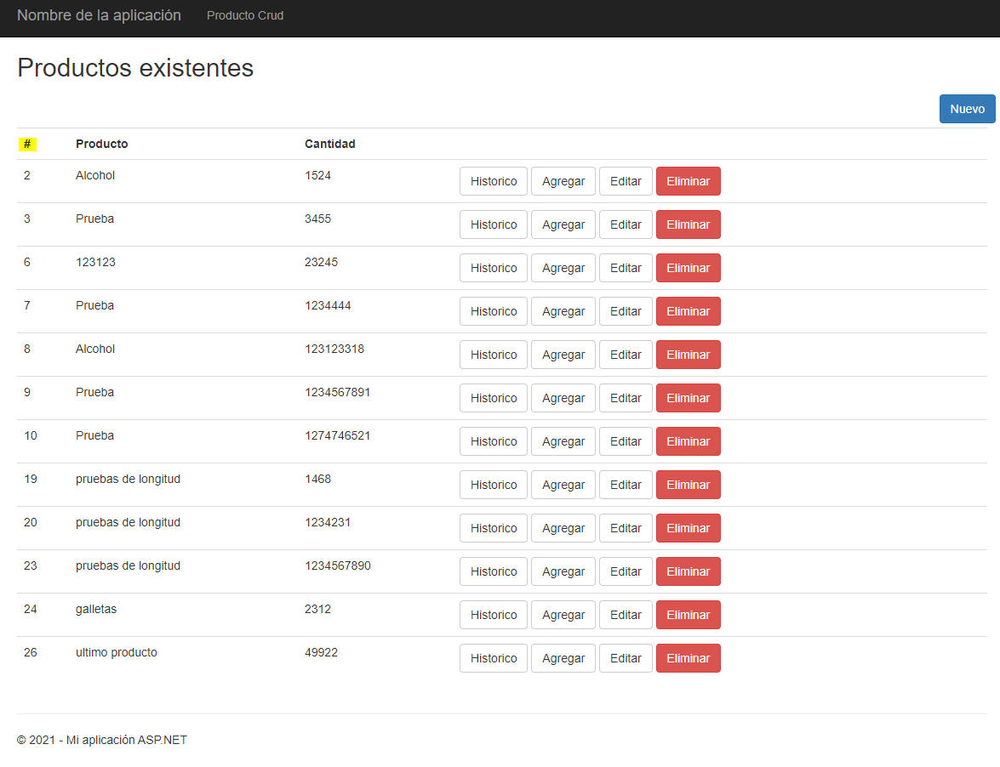 Nombre de la aplicación Producto Crud
Productos existentes
Nuevo
# Producto Cantidad
2 Alcohol 1524 Historico Agregar Editar Eliminar
3 Prueba 3455 Historico Agregar Editar Eliminar
6 123123 23245 Historico Agregar Editar Eliminar
7 Prueba 1234444 Historico Agregar Editar Eliminar
8 Alcohol 123123318 Historico Agregar Editar Eliminar
9 Prueba 1234567891 Historico Agregar Editar Eliminar
10 Prueba 1274746521 Historico Agregar Editar Eliminar
19 pruebas de longitud 1468 Historico Agregar Editar Eliminar
20 pruebas de longitud 1234231 Historico Agregar Editar Eliminar
23 pruebas de longitud 1234567890 Historico Agregar Editar Eliminar
24 galletas 2312 Historico Agregar Editar Eliminar
26 ultimo producto 49922 Historico Agregar Editar Eliminar
© 2021 - Mi aplicación ASP.NET